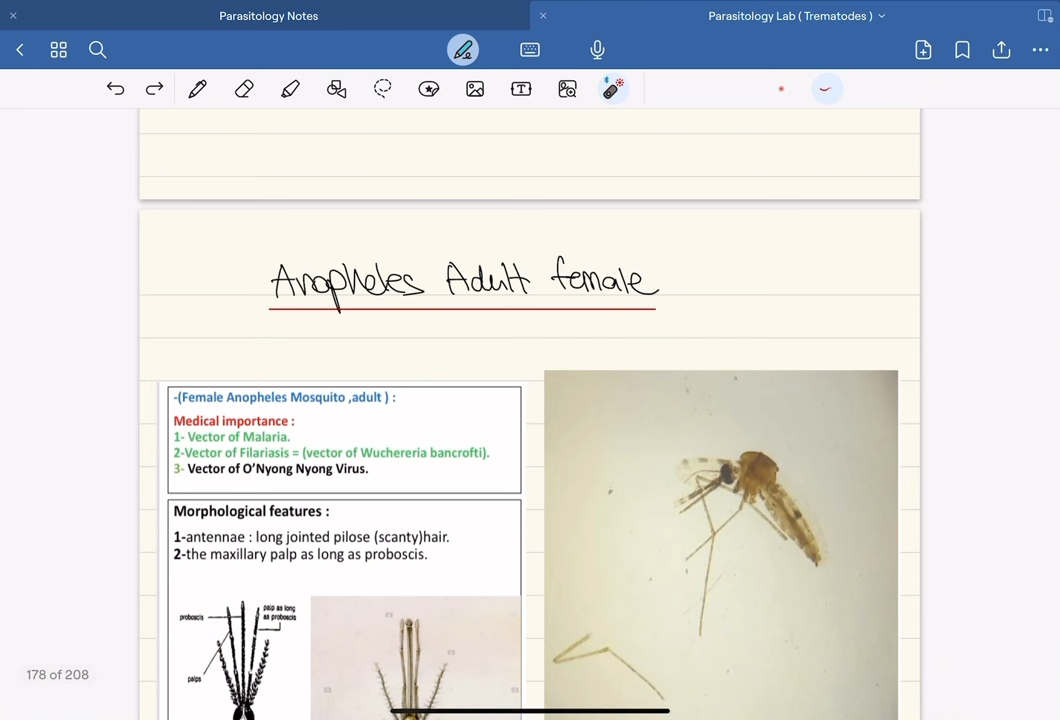 Parasitology Notes
Parasitology Lab ( Trematodes )
Anopheles Adult female
-(Female Anopheles Mosquito ,adult ) :
Medical importance :
1- Vector of Malaria.
2-Vector of Filariasis = (vector of Wuchereria bancrofti).
3- Vector of O’Nyong Nyong Virus.
Morphological features :
1-antennae : long jointed pilose (scanty)hair.
2-the maxillary palp as long as proboscis.
proboscis
palp as long
as proboscis
palps
178 of 208